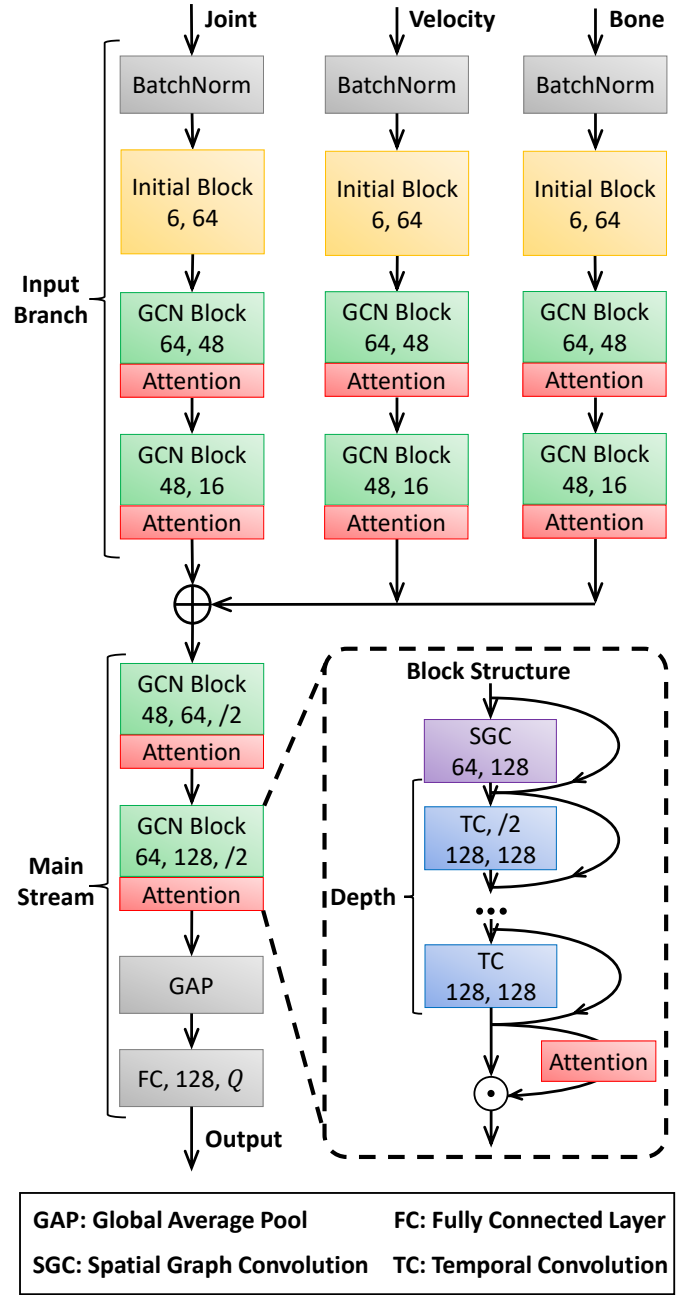 Joint
Velocity
Bone
BatchNorm
BatchNorm
BatchNorm
Initial Block
6, 64
Initial Block
6, 64
Initial Block
6, 64
Input
Branch
GCN Block
64, 48
Attention
GCN Block
64, 48
Attention
GCN Block
64, 48
Attention
GCN Block
48, 16
Attention
GCN Block
48, 16
Attention
GCN Block
48, 16
Attention
Main
Stream
GCN Block
48, 64, /2
Attention
GCN Block
64, 128, /2
Attention
GAP
FC, 128, Q
Output
Block Structure
SGC
64, 128
Depth
TC, /2
128, 128
...
TC
128, 128
Attention
GAP: Global Average Pool
FC: Fully Connected Layer
SGC: Spatial Graph Convolution
TC: Temporal Convolution